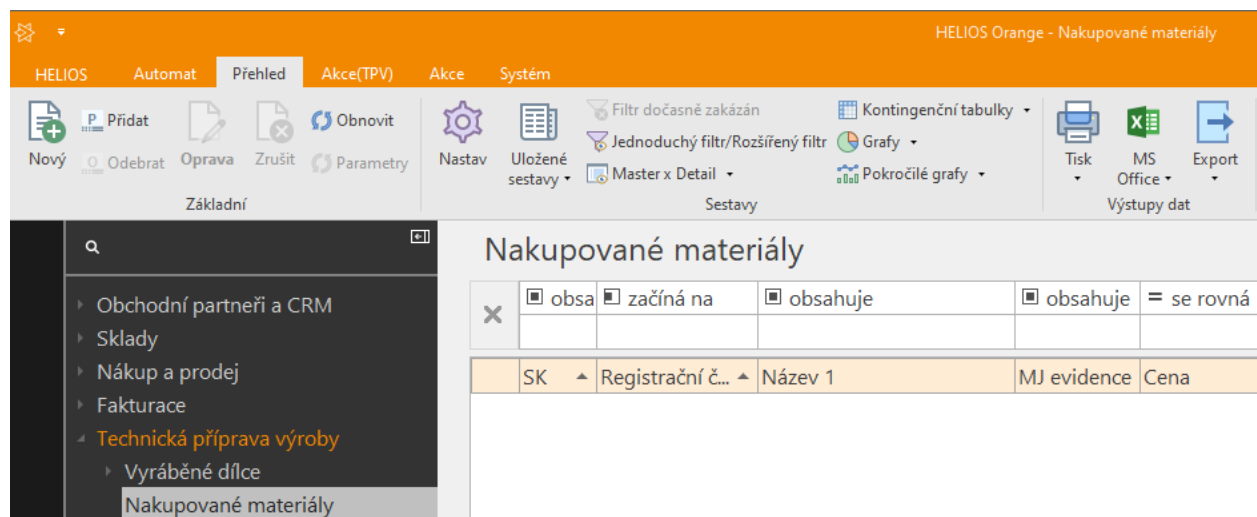 HELIOS Orange - Nakupované materiály
HELIOS Automat Přehled Akce(TPV) Akce Systém
Nový
Přidat
Odebrat
Oprava
Zrušit
Obnovit
Parametry
Základní
Nastav
Uložené
sestavy
Filtr dočasně zakázán
Jednoduchý filtr/Rozšířený filtr
Master x Detail
Kontingenční tabulky
Grafy
Pokročilé grafy
Sestavy
Tisk
MS
Office
Export
Výstupy dat
Obchodní partneři a CRM
Sklady
Nákup a prodej
Fakturace
Technická příprava výroby
Vyráběné dílce
Nakupované materiály
Nakupované materiály
obsa začíná na obsahuje obsahuje = se rovná
SK Registrační č... Název 1 MJ evidence Cena